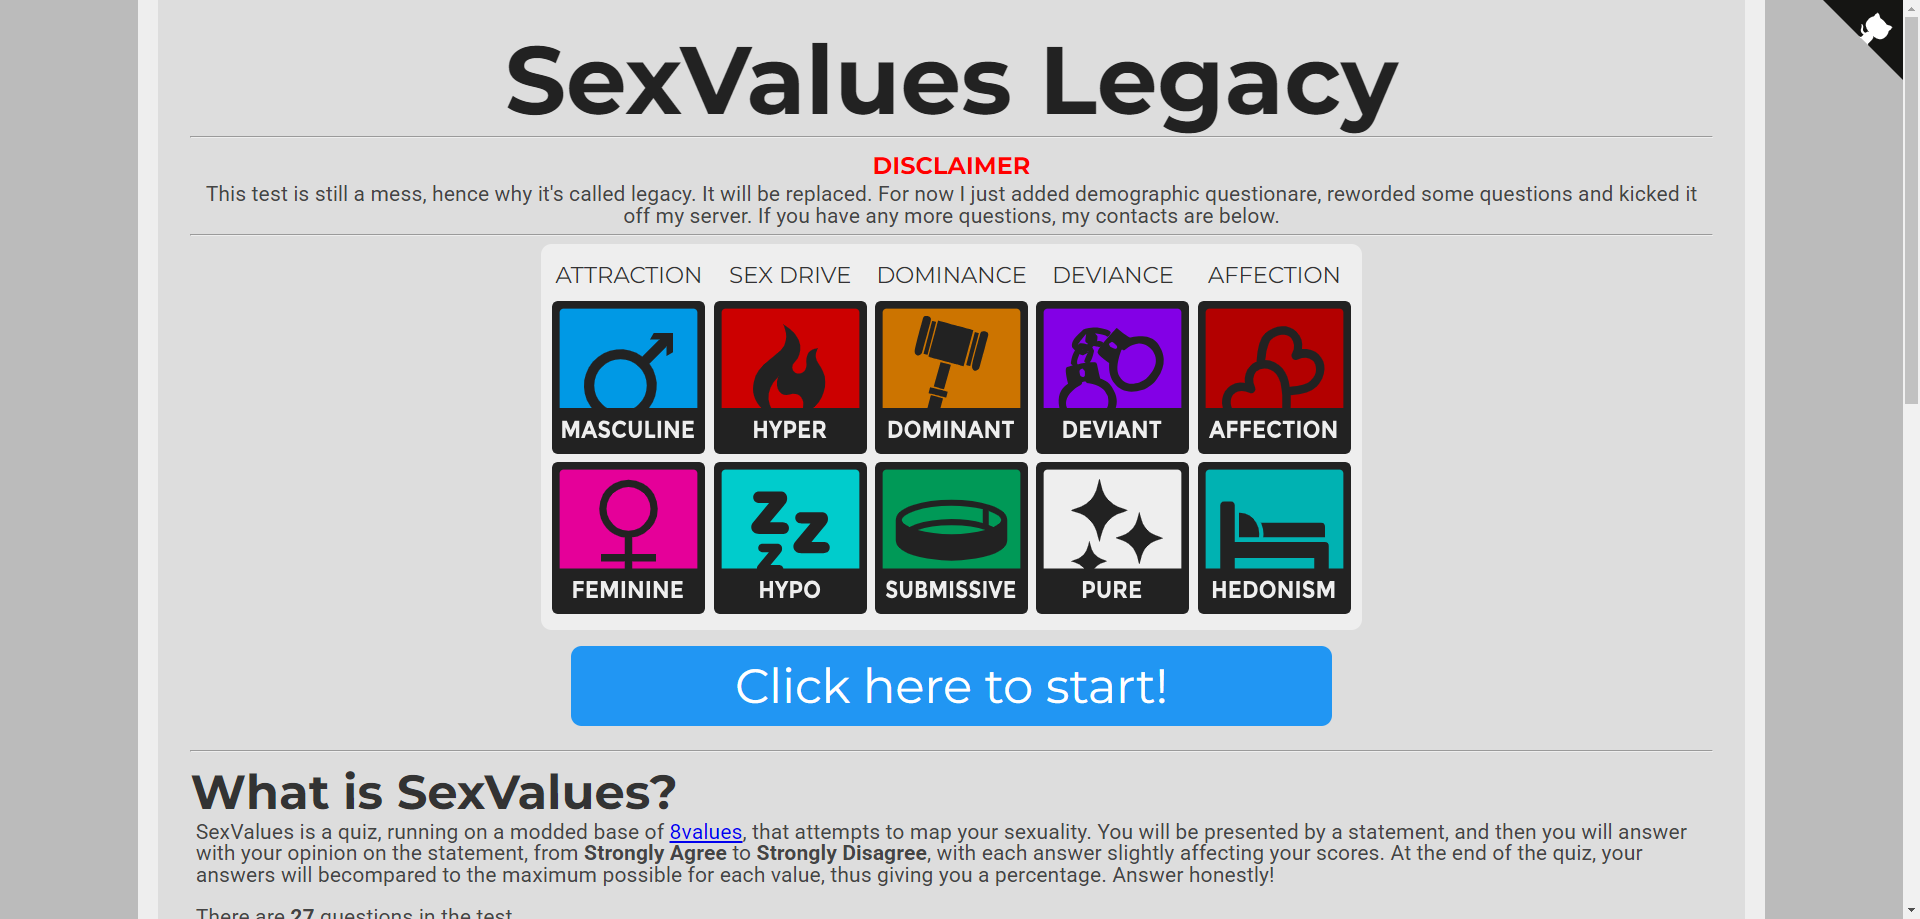 SexValues Legacy
DISCLAIMER
This test is still a mess, hence why it's called legacy. It will be replaced. For now I just added demographic questionare, reworded some questions and kicked it
off my server. If you have any more questions, my contacts are below.
ATTRACTION SEX DRIVE DOMINANCE DEVIANCE AFFECTION
MASCULINE HYPER DOMINANT DEVIANT AFFECTION
FEMININE HYPO SUBMISSIVE PURE HEDONISM
Click here to start!
What is SexValues?
SexValues is a quiz, running on a modded base of 8values, that attempts to map your sexuality. You will be presented by a statement, and then you will answer
with your opinion on the statement, from Strongly Agree to Strongly Disagree, with each answer slightly affecting your scores. At the end of the quiz, your
answers will becompared to the maximum possible for each value, thus giving you a percentage. Answer honestly!
There are 27 questions in the test